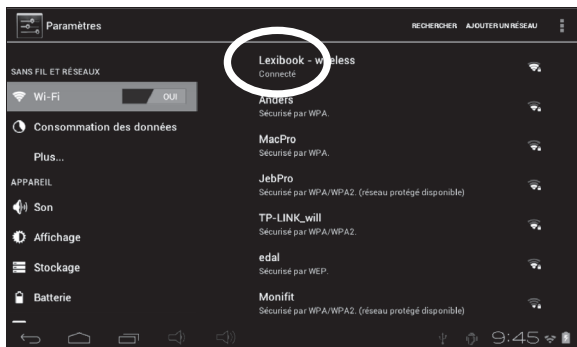 Paramètres
RECHERCHER AJOUTER UN RÉSEAU
SANS FIL ET RÉSEAUX
Wi-Fi OUI
Consommation des données
Plus...
APPAREIL
Son
Affichage
Stockage
Batterie
Lexibook - wireless
Connecté
Anders
Sécurisé par WPA.
MacPro
Sécurisé par WPA.
JebPro
Sécurisé par WPA/WPA2. (réseau protégé disponible)
TP-LINK_will
Sécurisé par WPA/WPA2.
edal
Sécurisé par WEP.
Monifit
Sécurisé par WPA/WPA2. (réseau protégé disponible)
9:45